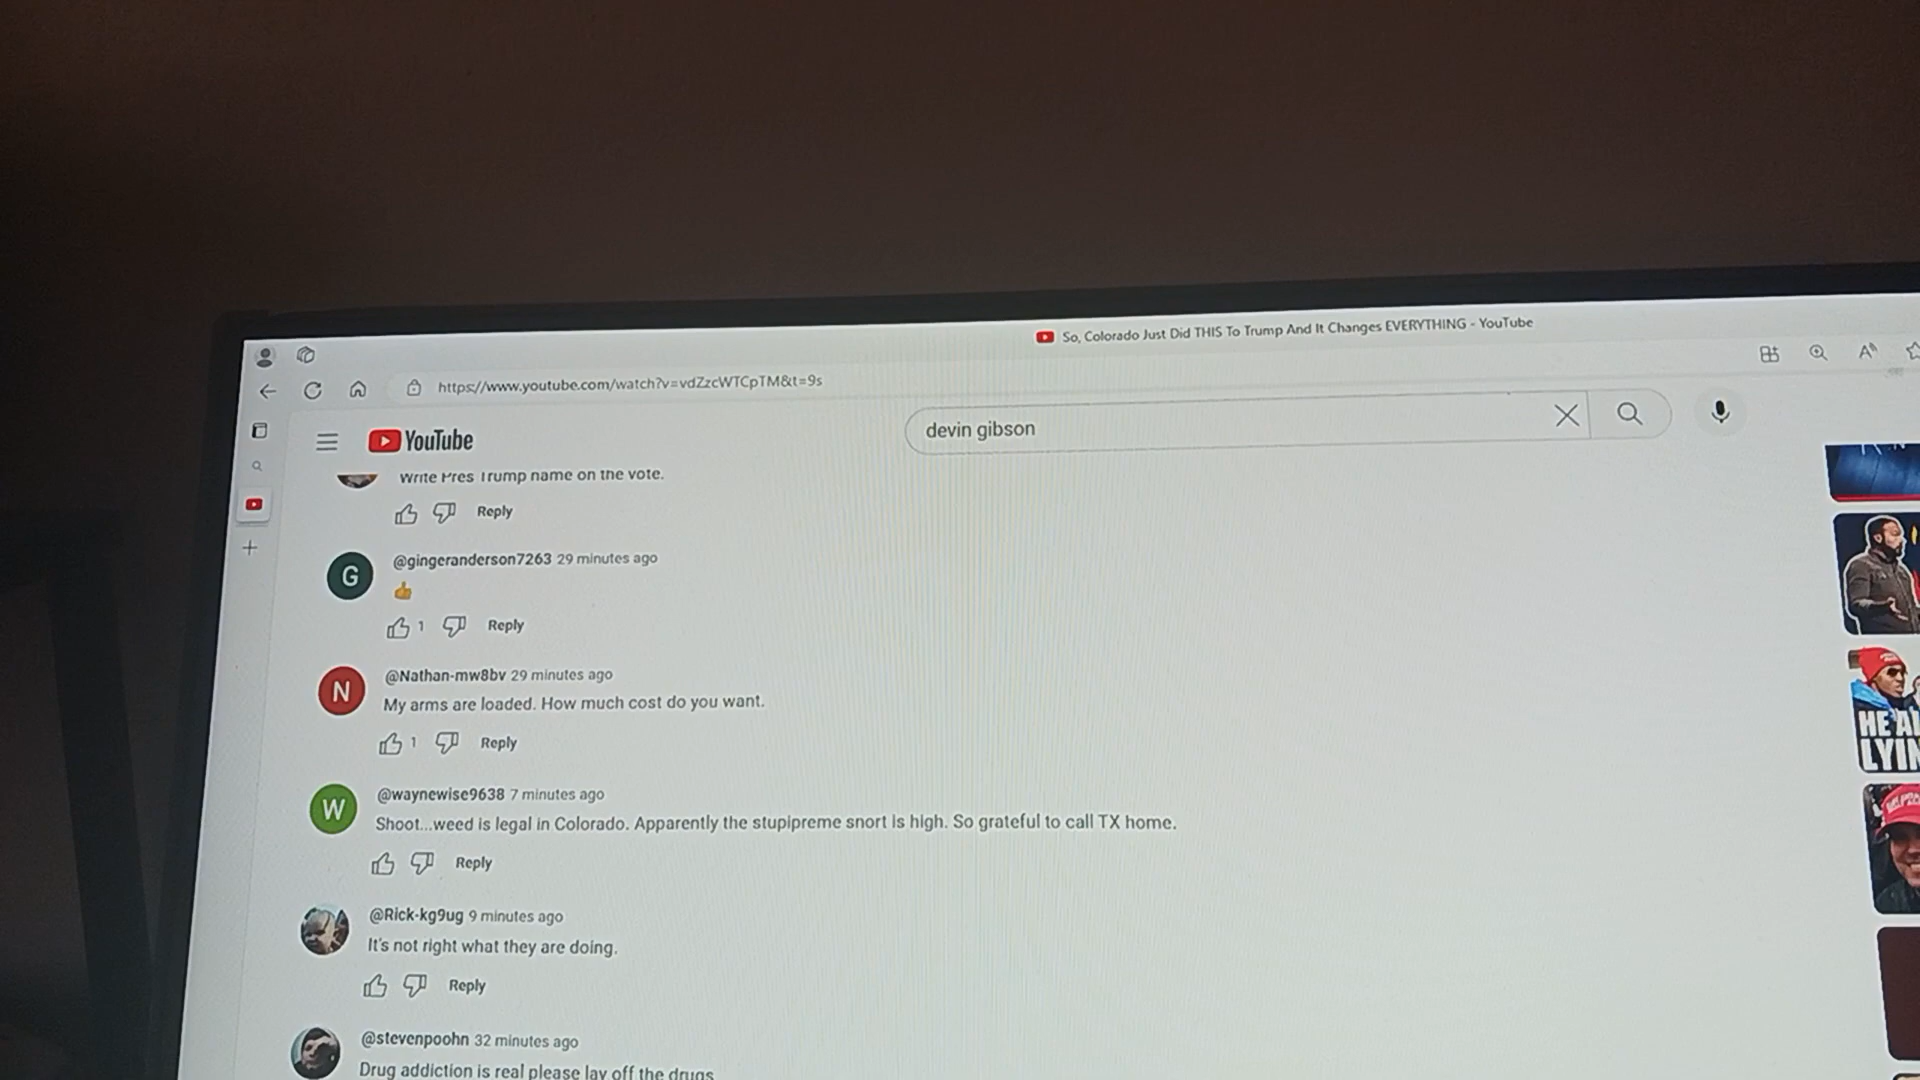 So, Colorado Just Did THIS To Trump And It Changes EVERYTHING - YouTube
https://www.youtube.com/watch?v=vdZzcWTCpTM&t=9s
YouTube
devin gibson
Write Pres Trump name on the vote.
Reply
G
@gingeranderson7263 29 minutes ago
👍
1 Reply
N
@Nathan-mw8bv 29 minutes ago
My arms are loaded. How much cost do you want.
1 Reply
HE
LYIN
W
@waynewise9638 7 minutes ago
Shoot...weed is legal in Colorado. Apparently the stupipreme snort is high. So grateful to call TX home.
Reply
@Rick-kg9ug 9 minutes ago
It's not right what they are doing.
Reply
@stevenpoohn 32 minutes ago
Drug addiction is real please lay off the drugs